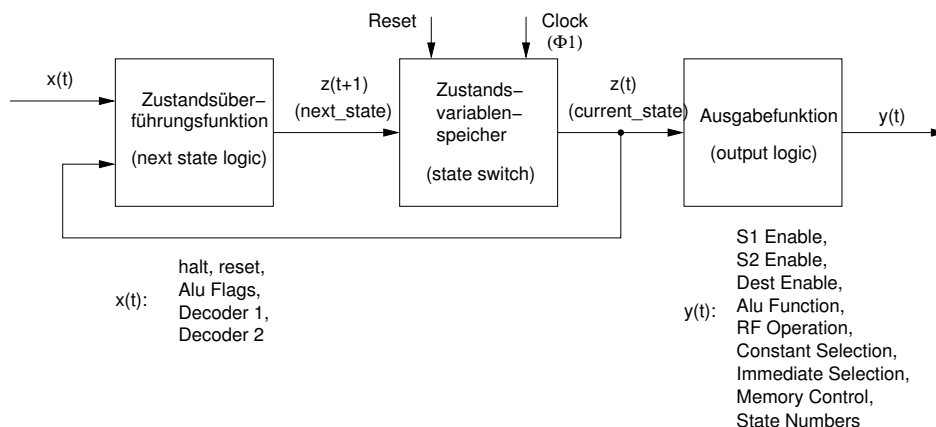 Reset
Clock
(Φ1)
x(t)
Zustandsüber−
führungsfunktion
(next state logic)
z(t+1)
(next_state)
Zustands−
variablen−
speicher
(state switch)
z(t)
(current_state)
Ausgabefunktion
(output logic)
y(t)
x(t):
halt, reset,
Alu Flags,
Decoder 1,
Decoder 2
y(t):
S1 Enable,
S2 Enable,
Dest Enable,
Alu Function,
RF Operation,
Constant Selection,
Immediate Selection,
Memory Control,
State Numbers